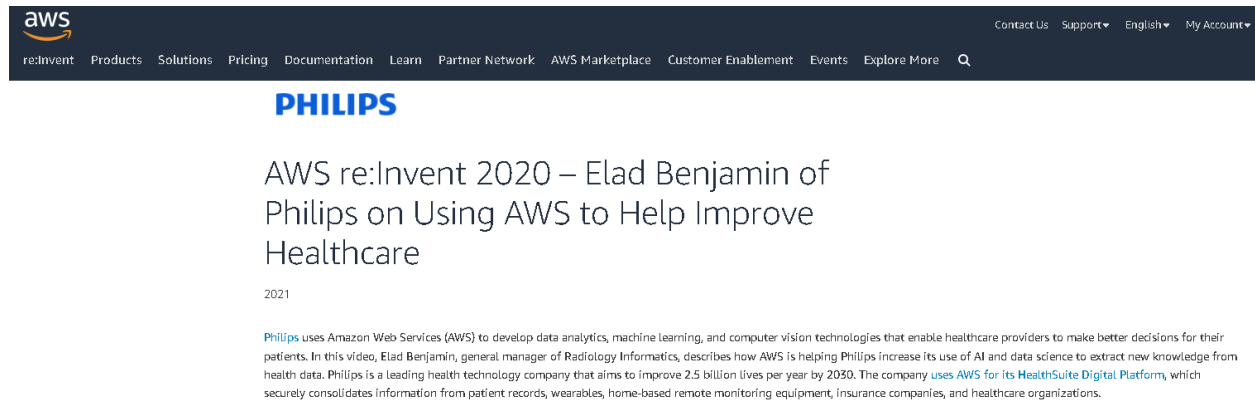 aws
Contact Us Support English My Account
re:Invent Products Solutions Pricing Documentation Learn Partner Network AWS Marketplace Customer Enablement Events Explore More
PHILIPS
AWS re:Invent 2020 – Elad Benjamin of
Philips on Using AWS to Help Improve
Healthcare
2021
Philips uses Amazon Web Services (AWS) to develop data analytics, machine learning, and computer vision technologies that enable healthcare providers to make better decisions for their
patients. In this video, Elad Benjamin, general manager of Radiology Informatics, describes how AWS is helping Philips increase its use of AI and data science to extract new knowledge from
health data. Philips is a leading health technology company that aims to improve 2.5 billion lives per year by 2030. The company uses AWS for its HealthSuite Digital Platform, which
securely consolidates information from patient records, wearables, home-based remote monitoring equipment, insurance companies, and healthcare organizations.